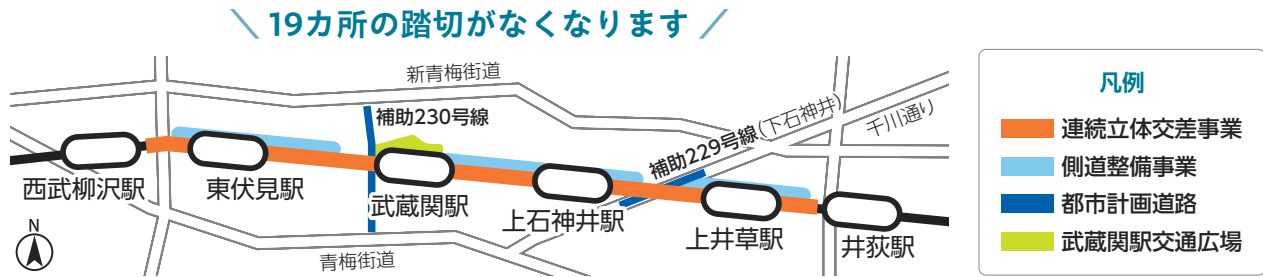 19カ所の踏切がなくなります
新青梅街道
補助230号線
補助229号線(下石神井)
千川通り
西武柳沢駅
東伏見駅
武蔵関駅
上石神井駅
上井草駅
井荻駅
青梅街道
N
凡例
連続立体交差事業
側道整備事業
都市計画道路
武蔵関駅交通広場